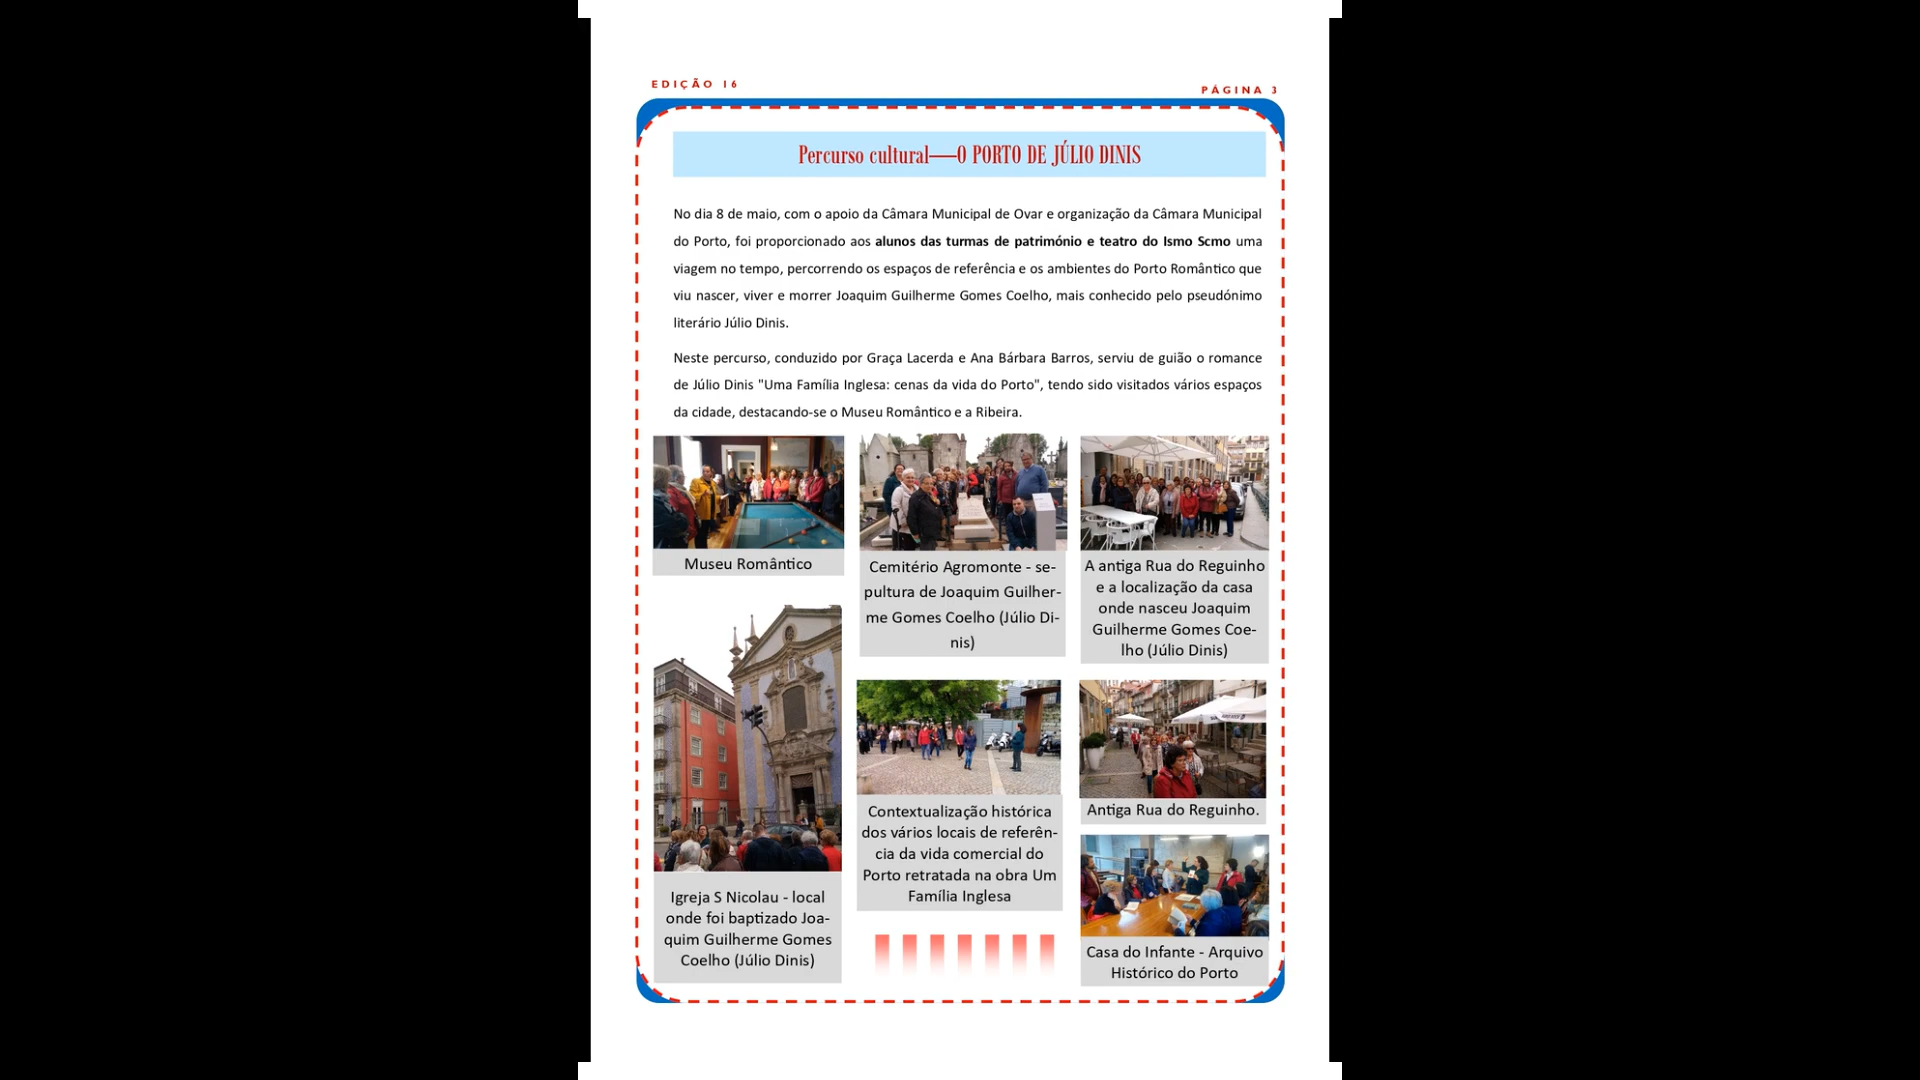 EDIÇÃO 16
PÁGINA 3
Percurso cultural—O PORTO DE JÚLIO DINIS
No dia 8 de maio, com o apoio da Câmara Municipal de Ovar e organização da Câmara Municipal
do Porto, foi proporcionado aos alunos das turmas de património e teatro do Ismo Scmo uma
viagem no tempo, percorrendo os espaços de referência e os ambientes do Porto Romântico que
viu nascer, viver e morrer Joaquim Guilherme Gomes Coelho, mais conhecido pelo pseudónimo
literário Júlio Dinis.
Neste percurso, conduzido por Graça Lacerda e Ana Bárbara Barros, serviu de guião o romance
de Júlio Dinis "Uma Família Inglesa: cenas da vida do Porto", tendo sido visitados vários espaços
da cidade, destacando-se o Museu Romântico e a Ribeira.
Museu Romântico
Cemitério Agromonte - se-
pultura de Joaquim Guilher-
me Gomes Coelho (Júlio Di-
nis)
A antiga Rua do Reguinho
e a localização da casa
onde nasceu Joaquim
Guilherme Gomes Coe-
lho (Júlio Dinis)
Igreja S Nicolau - local
onde foi baptizado Joa-
quim Guilherme Gomes
Coelho (Júlio Dinis)
Contextualização histórica
dos vários locais de referên-
cia da vida comercial do
Porto retratada na obra Um
Família Inglesa
Antiga Rua do Reguinho.
Casa do Infante - Arquivo
Histórico do Porto